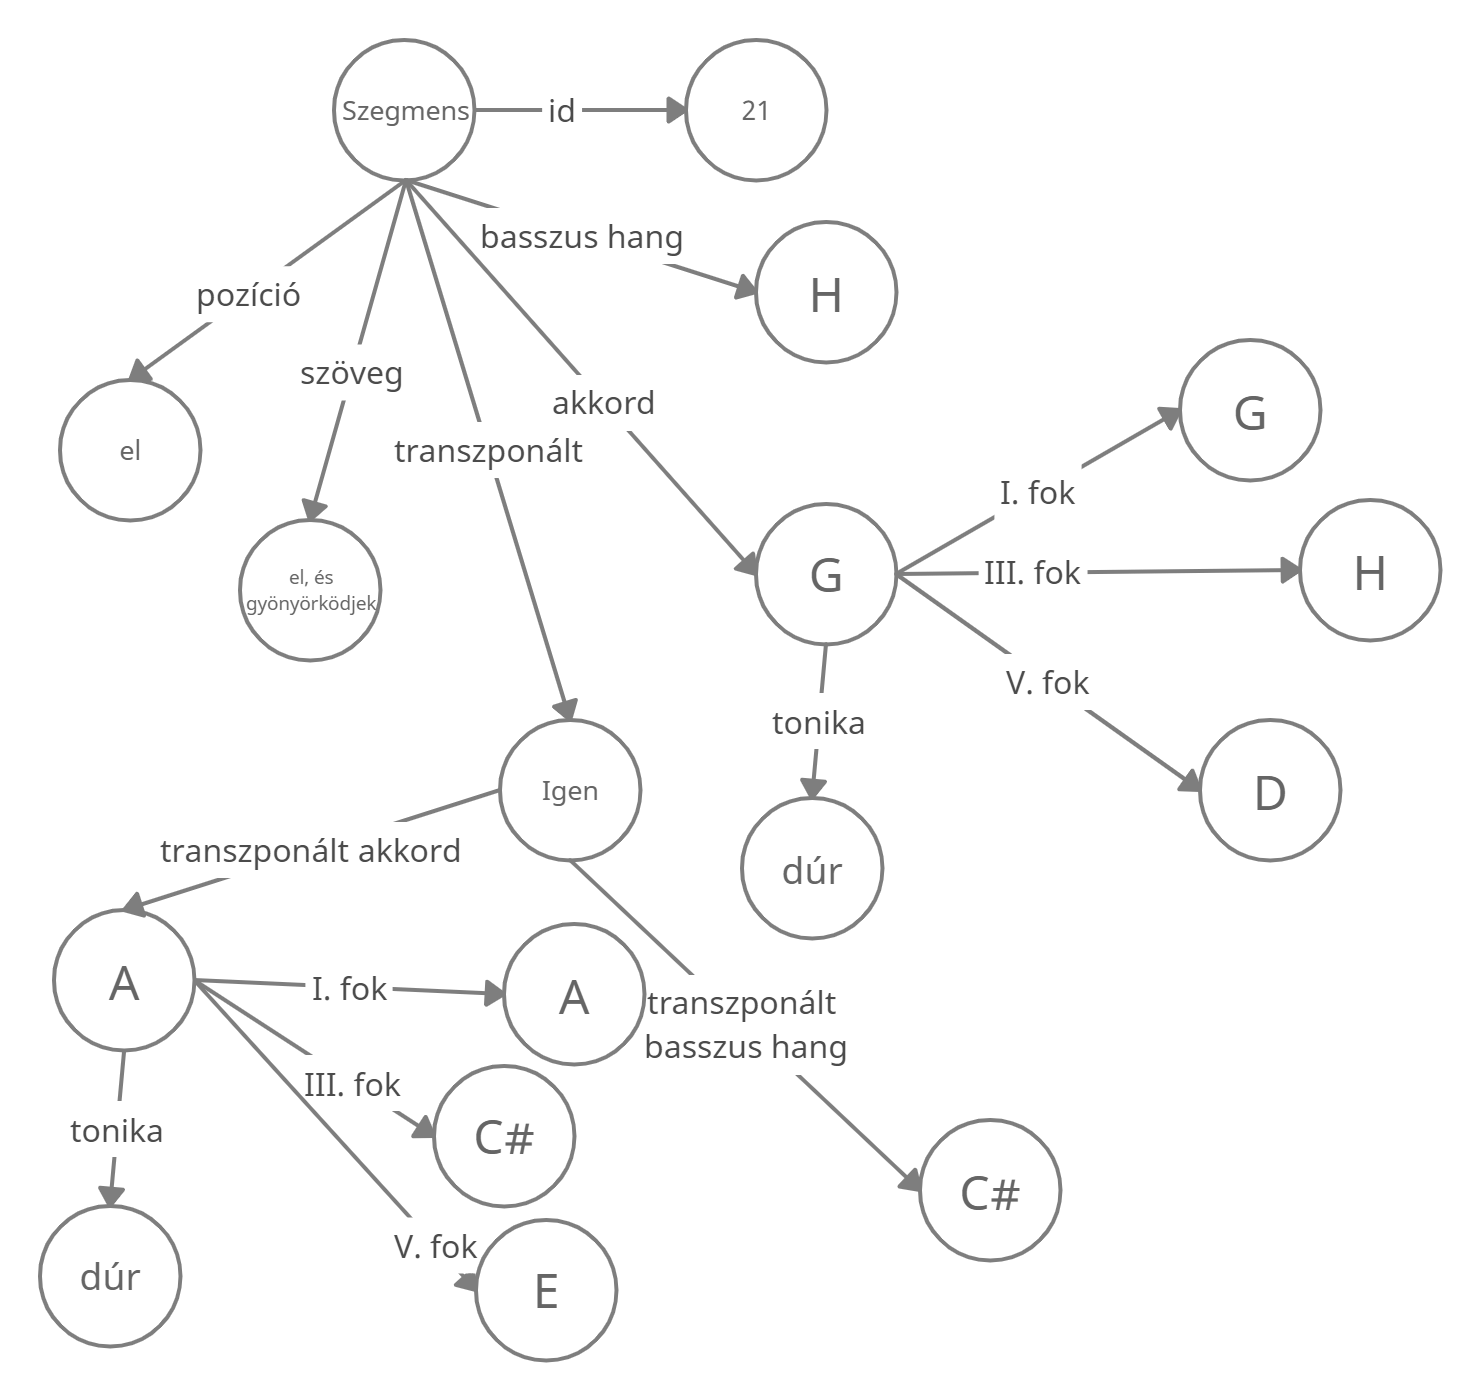 Szegmens
id
21
basszus hang
H
pozíció
el
szöveg
el, és
gyönyörködjek
transzponált
akkord
G
I. fok
G
III. fok
H
V. fok
D
tonika
dúr
Igen
transzponált akkord
A
I. fok
A
III. fok
C#
V. fok
E
tonika
dúr
transzponált
basszus hang
C#